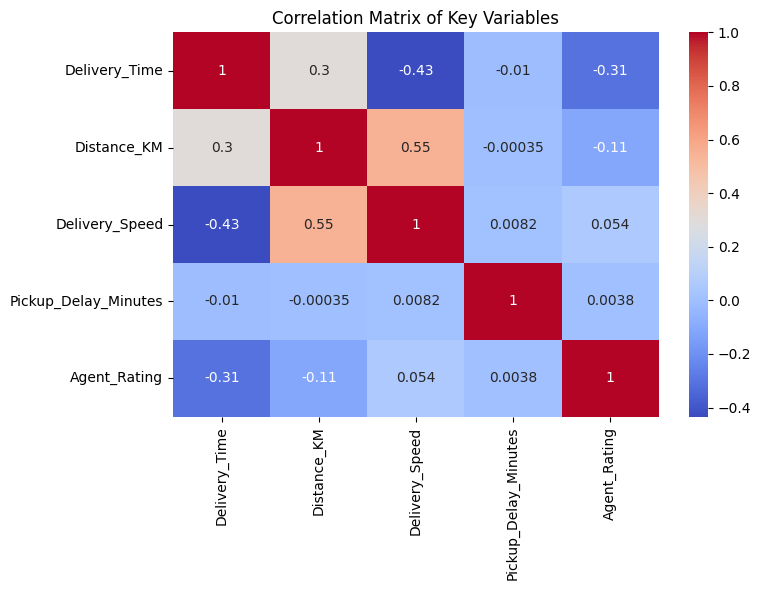 Correlation Matrix of Key Variables
Delivery_Time 1 0.3 -0.43 -0.01 -0.31
Distance_KM 0.3 1 0.55 -0.00035 -0.11
Delivery_Speed -0.43 0.55 1 0.0082 0.054
Pickup_Delay_Minutes -0.01 -0.00035 0.0082 1 0.0038
Agent_Rating -0.31 -0.11 0.054 0.0038 1
Delivery_Time
Distance_KM
Delivery_Speed
Pickup_Delay_Minutes
Agent_Rating
1.0
0.8
0.6
0.4
0.2
0.0
−0.2
−0.4